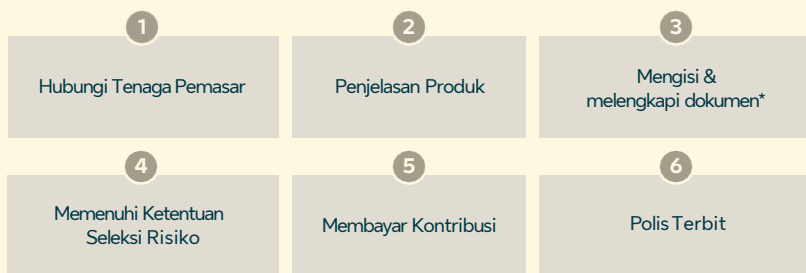 1
Hubungi Tenaga Pemasar
2
Penjelasan Produk
3
Mengisi &
melengkapi dokumen*
4
Memenuhi Ketentuan
Seleksi Risiko
5
Membayar Kontribusi
6
Polis Terbit